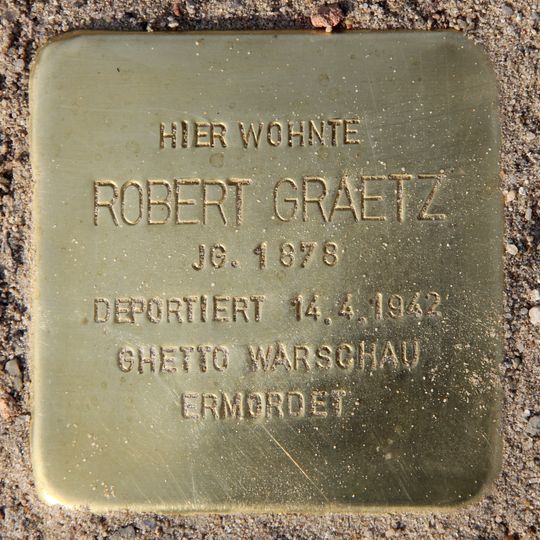 HIER WOHNTE
ROBERT GRAETZ
JG. 1878
DEPORTIERT 14.4.1942
GHETTO WARSCHAU
ERMORDET